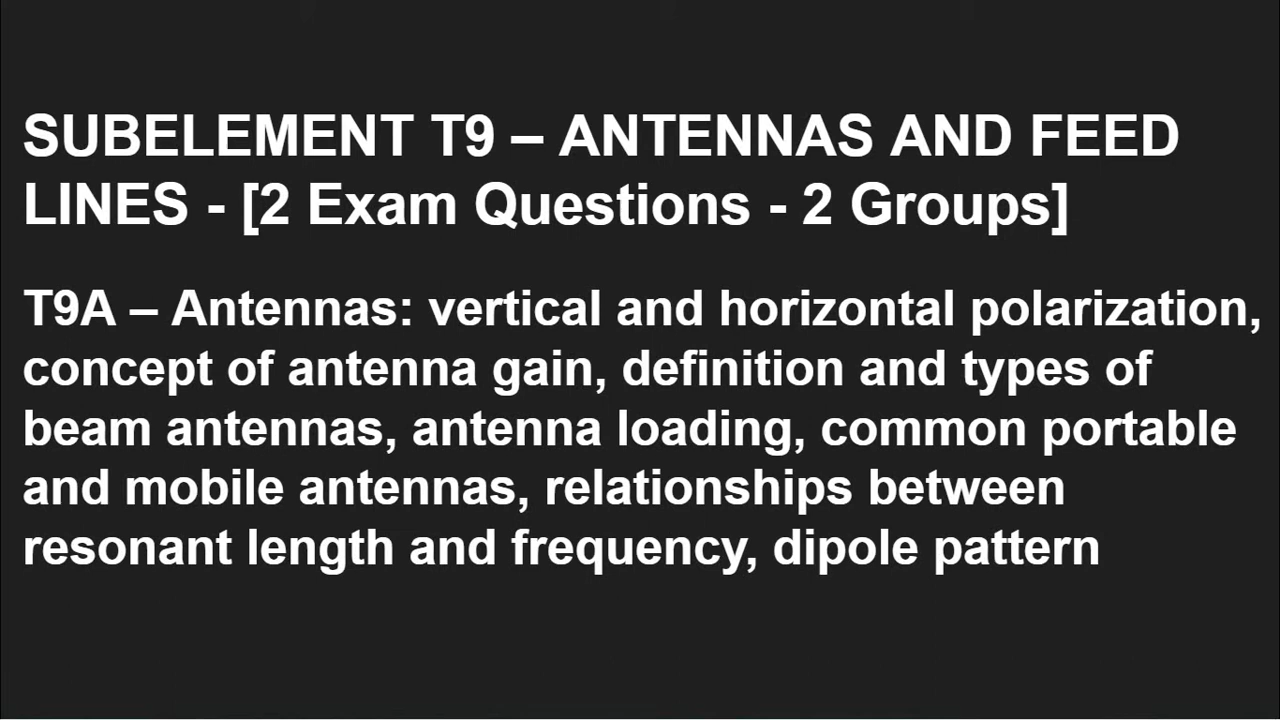 SUBELEMENT T9 – ANTENNAS AND FEED
LINES - [2 Exam Questions - 2 Groups]
T9A – Antennas: vertical and horizontal polarization,
concept of antenna gain, definition and types of
beam antennas, antenna loading, common portable
and mobile antennas, relationships between
resonant length and frequency, dipole pattern